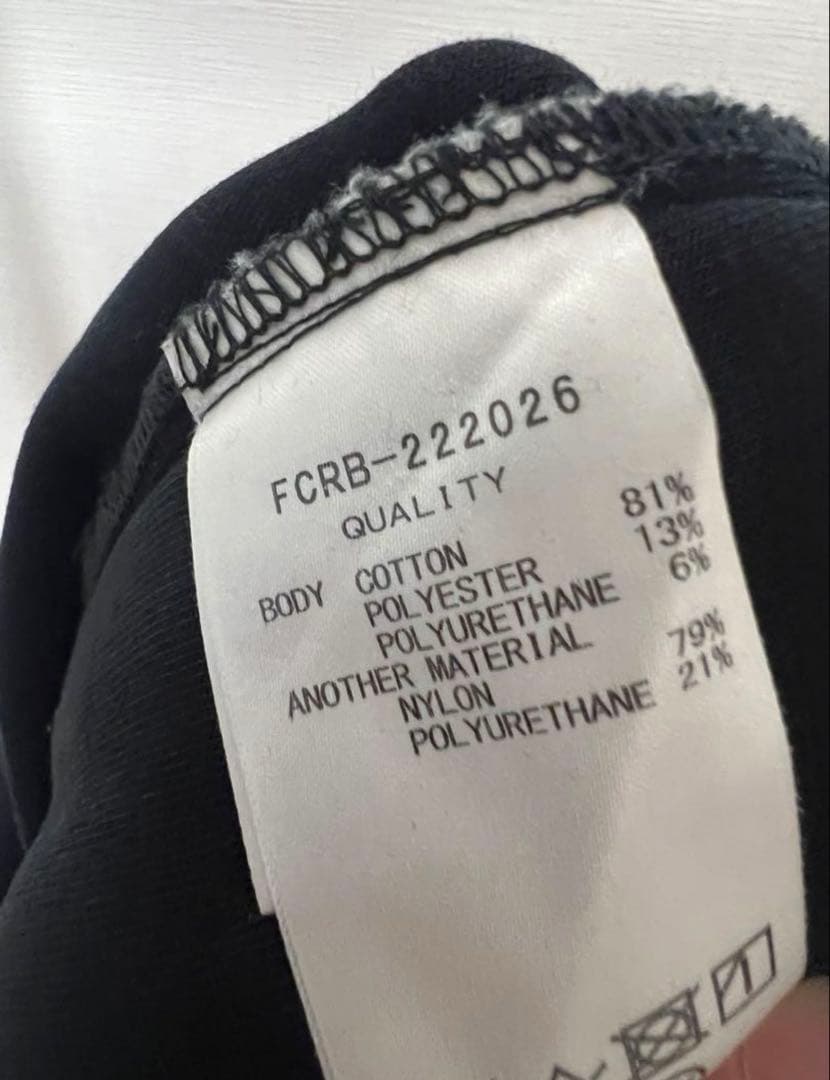 FCRB-222026
QUALITY
BODY COTTON 81%
POLYESTER 13%
POLYURETHANE 6%
ANOTHER MATERIAL
NYLON 79%
POLYURETHANE 21%